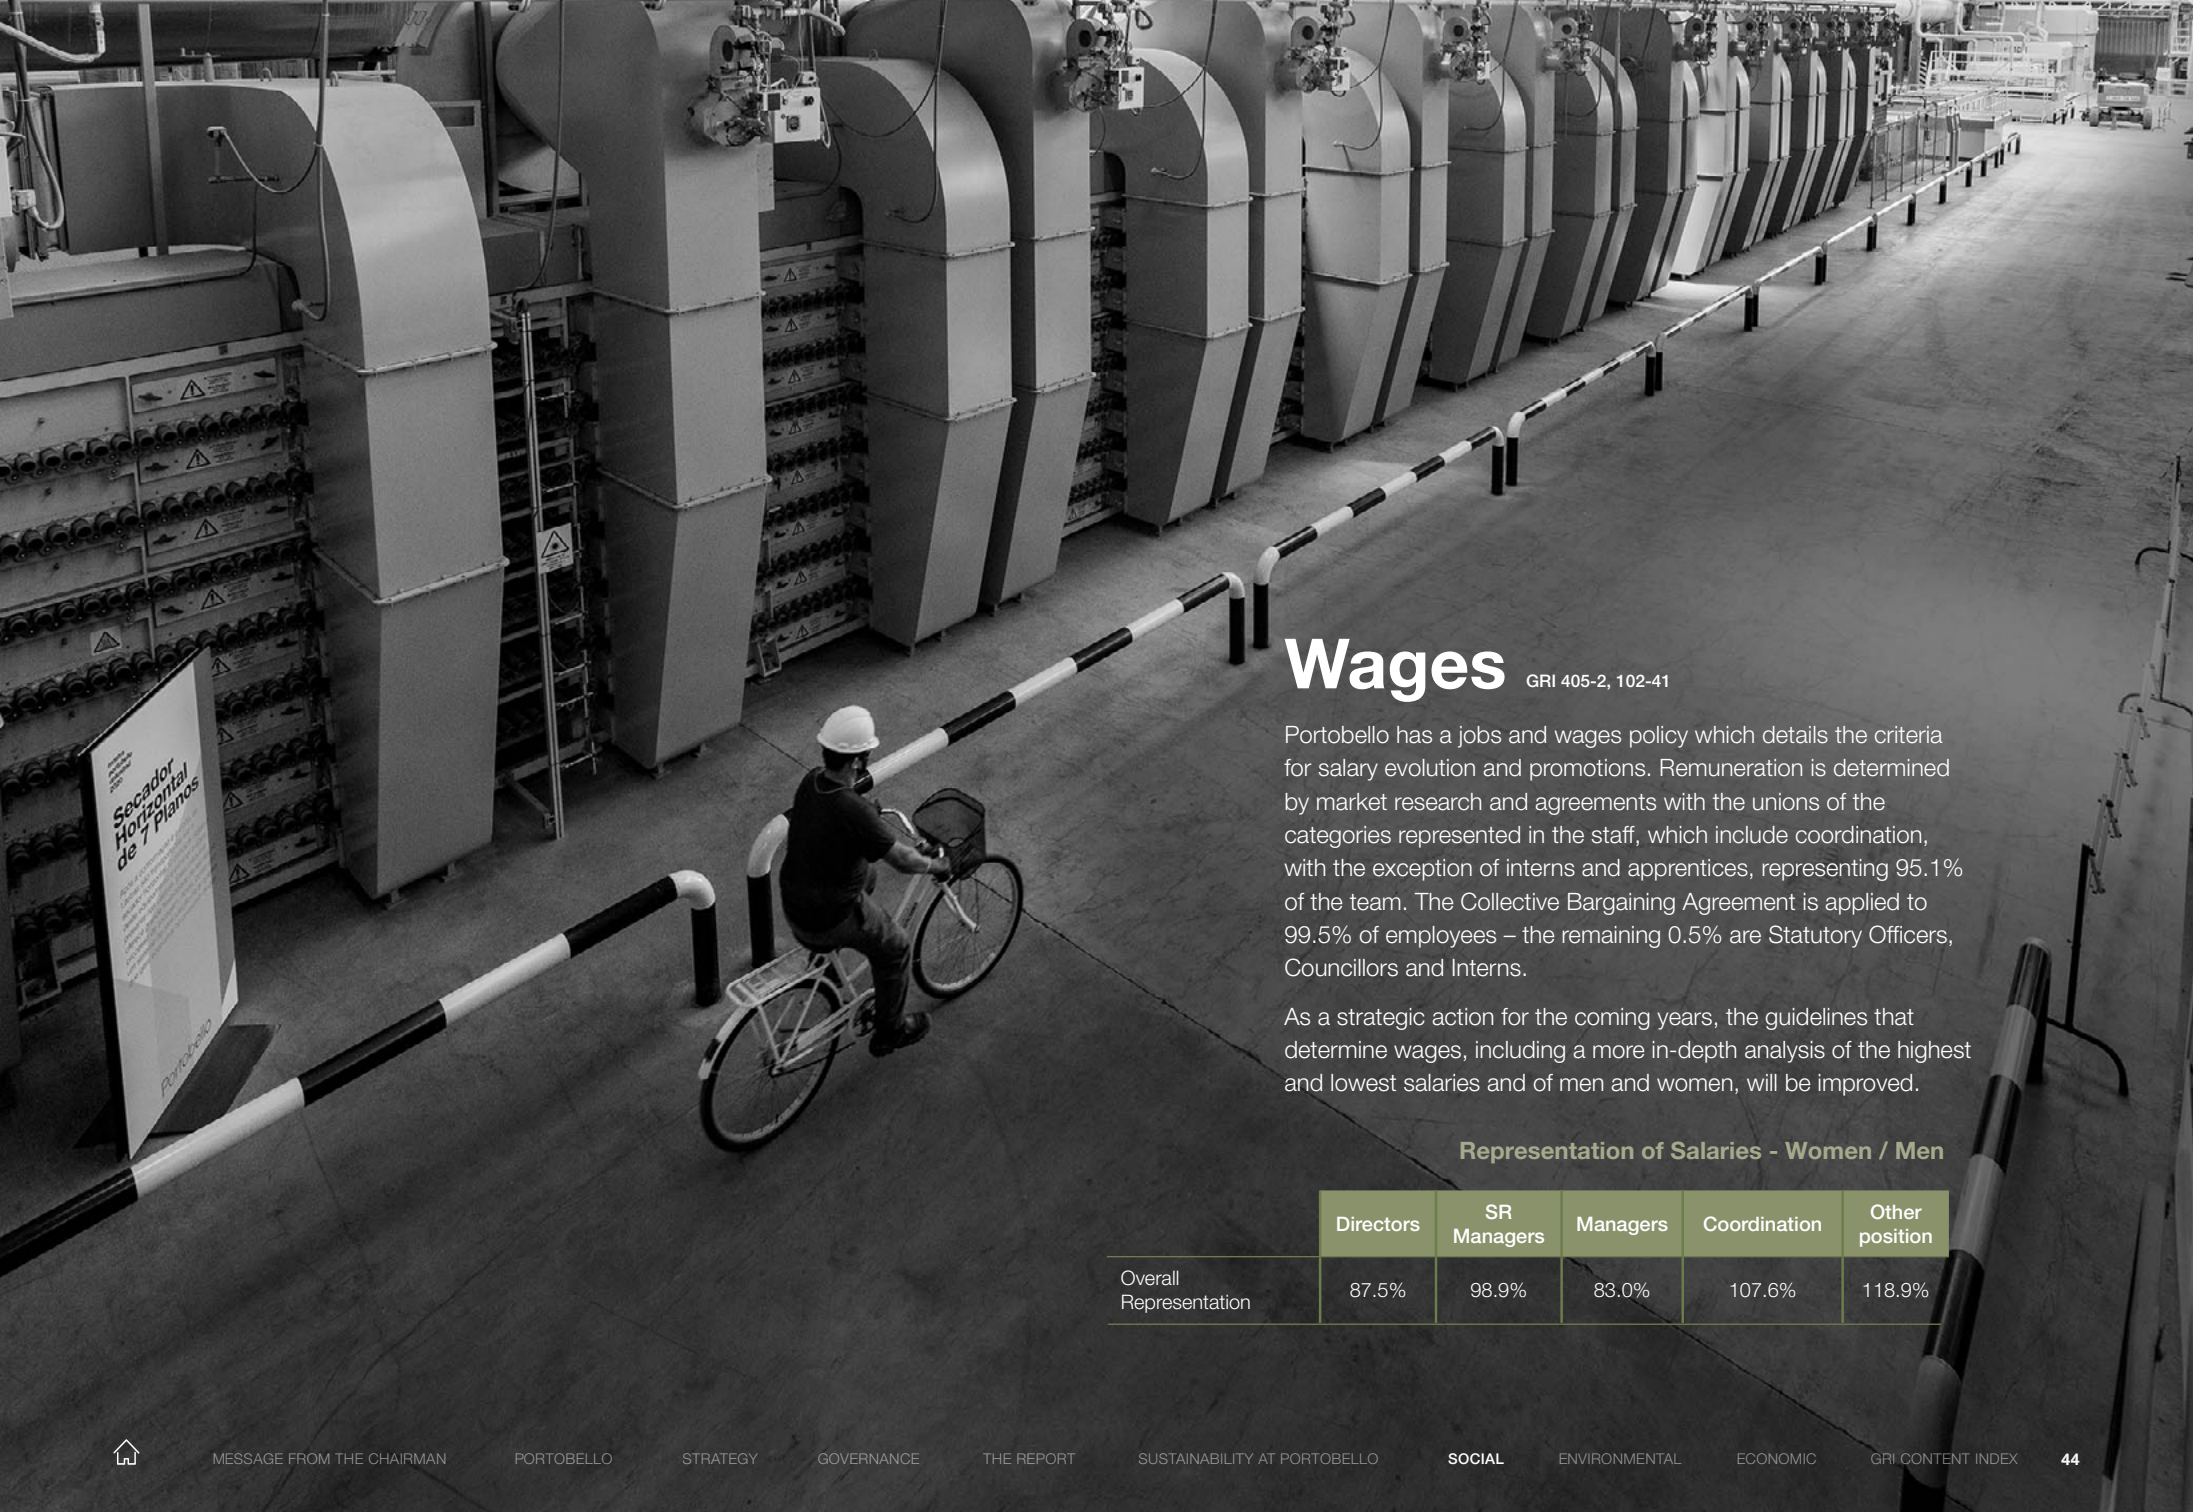 Secador
Horizontal
de 7 Planos
Portobello
Wages GRI 405-2, 102-41
Portobello has a jobs and wages policy which details the criteria
for salary evolution and promotions. Remuneration is determined
by market research and agreements with the unions of the
categories represented in the staff, which include coordination,
with the exception of interns and apprentices, representing 95.1%
of the team. The Collective Bargaining Agreement is applied to
99.5% of employees – the remaining 0.5% are Statutory Officers,
Councillors and Interns.
As a strategic action for the coming years, the guidelines that
determine wages, including a more in-depth analysis of the highest
and lowest salaries and of men and women, will be improved.
Representation of Salaries - Women / Men
Directors SR Managers Managers Coordination Other position
Overall Representation 87.5% 98.9% 83.0% 107.6% 118.9%
MESSAGE FROM THE CHAIRMAN PORTOBELLO STRATEGY GOVERNANCE THE REPORT SUSTAINABILITY AT PORTOBELLO SOCIAL ENVIRONMENTAL ECONOMIC GRI CONTENT INDEX 44